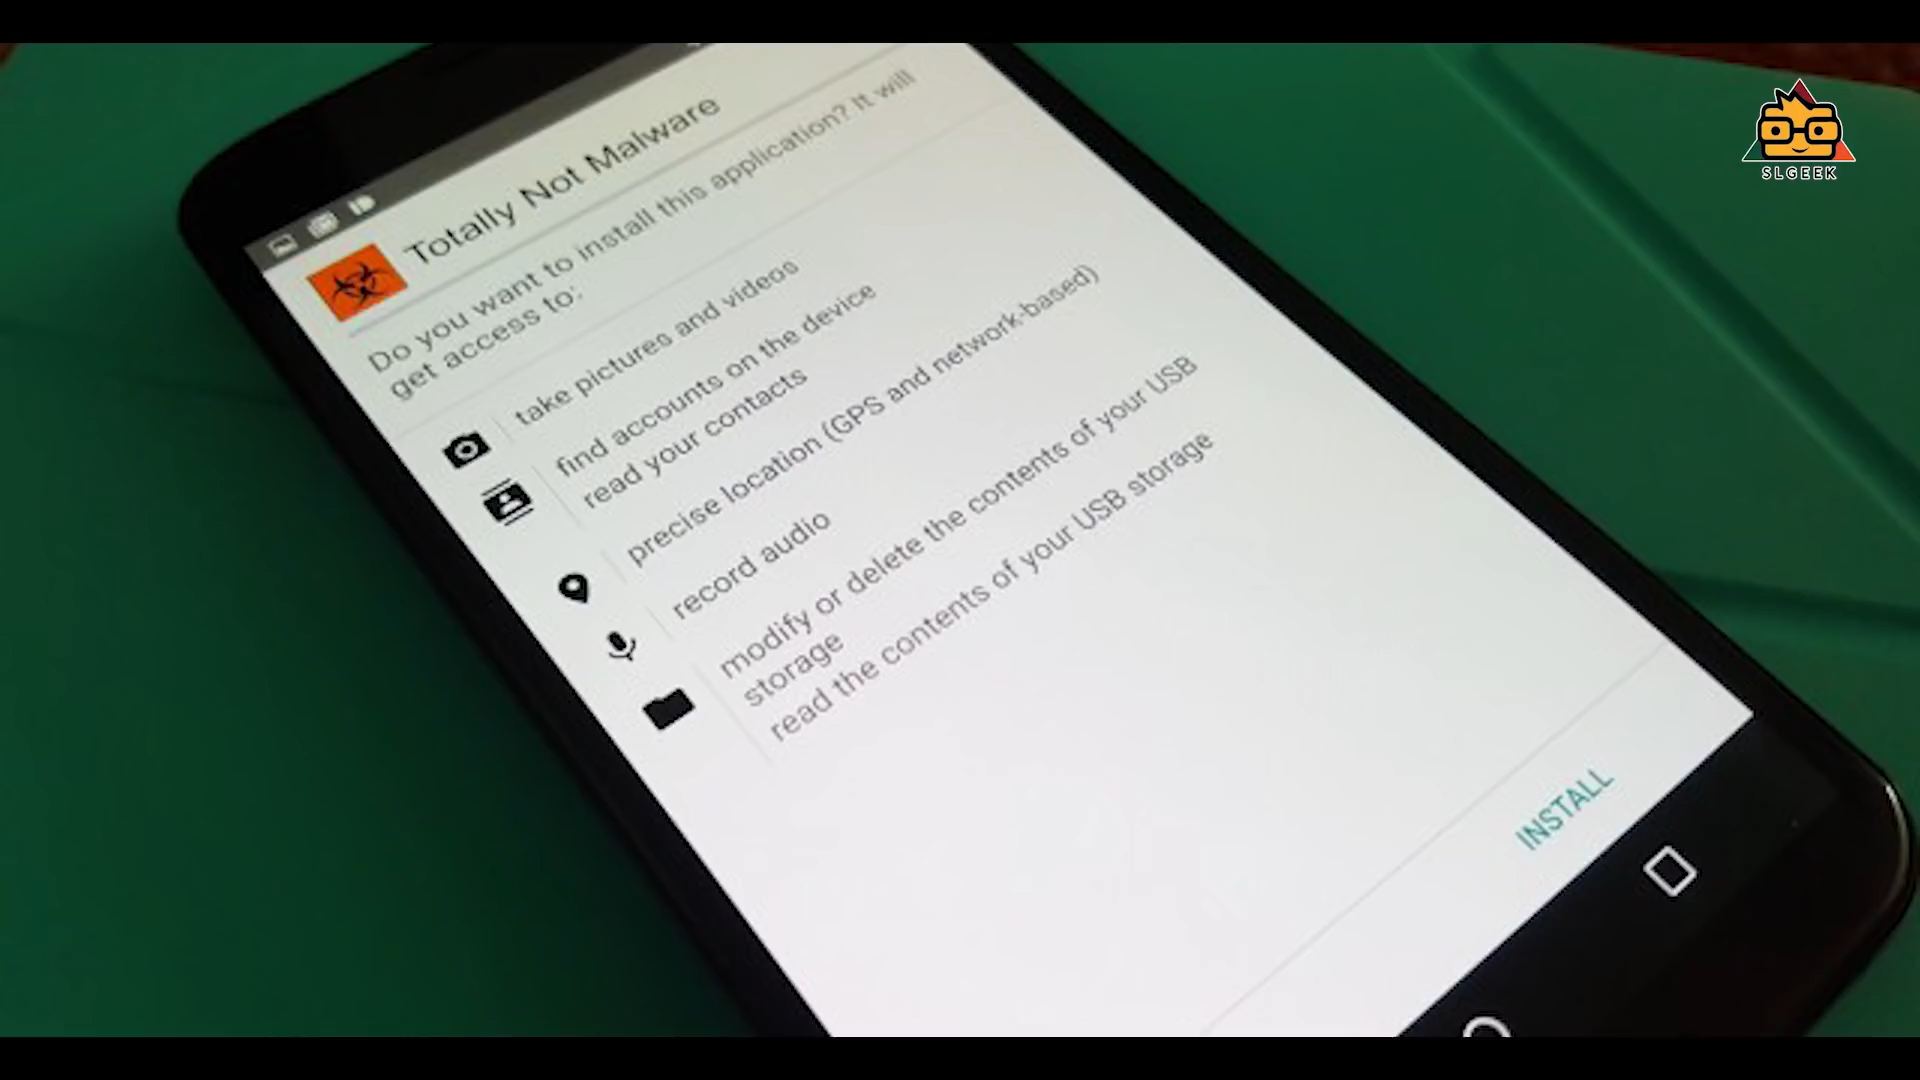 Totally Not Malware
Do you want to install this application? It will
get access to:
take pictures and videos
find accounts on the device
read your contacts
precise location (GPS and network-based)
record audio
modify or delete the contents of your USB
storage
read the contents of your USB storage
INSTALL
SLGEEK